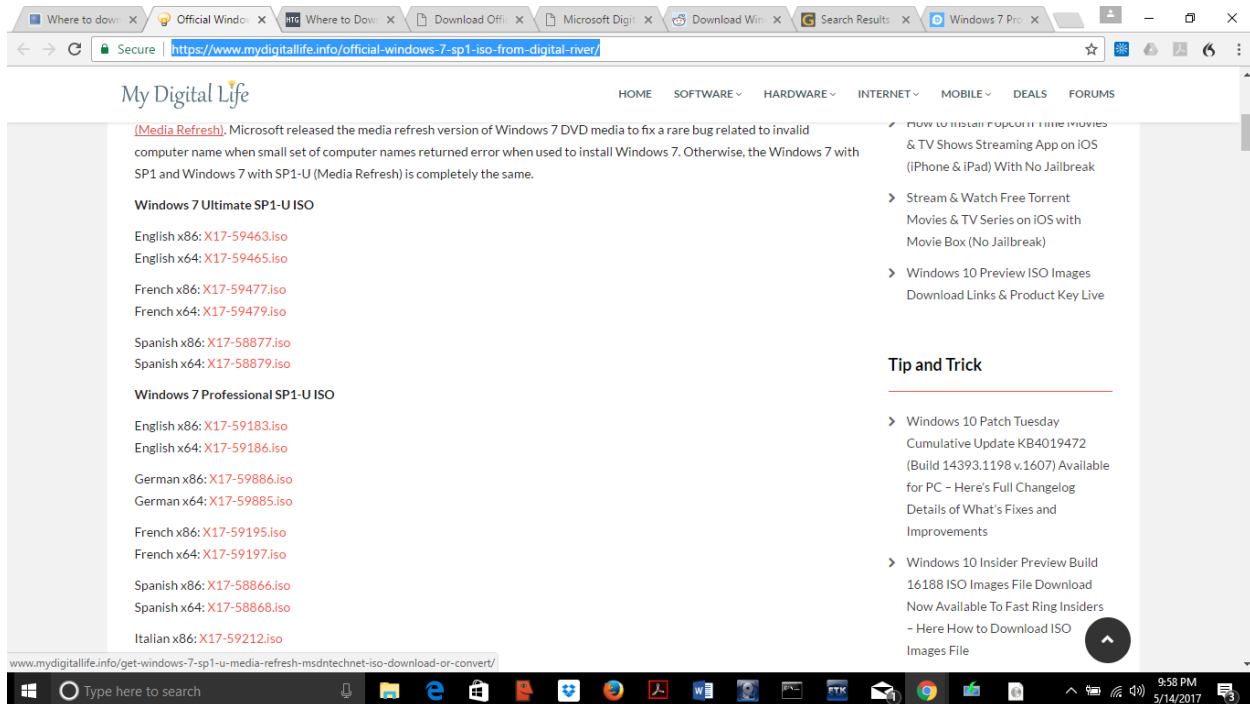 Where to down
Official Windov
HTG Where to Dow
Download Offi
Microsoft Digit
Download Win
G Search Results
Windows 7 Pro
Secure https://www.mydigitallife.info/official-windows-7-sp1-iso-from-digital-river/
My Digital Life
HOME SOFTWARE HARDWARE INTERNET MOBILE DEALS FORUMS
(Media Refresh). Microsoft released the media refresh version of Windows 7 DVD media to fix a rare bug related to invalid
computer name when small set of computer names returned error when used to install Windows 7. Otherwise, the Windows 7 with
SP1 and Windows 7 with SP1-U (Media Refresh) is completely the same.
Windows 7 Ultimate SP1-U ISO
English x86: X17-59463.iso
English x64: X17-59465.iso
French x86: X17-59477.iso
French x64: X17-59479.iso
Spanish x86: X17-58877.iso
Spanish x64: X17-58879.iso
Windows 7 Professional SP1-U ISO
English x86: X17-59183.iso
English x64: X17-59186.iso
German x86: X17-59886.iso
German x64: X17-59885.iso
French x86: X17-59195.iso
French x64: X17-59197.iso
Spanish x86: X17-58866.iso
Spanish x64: X17-58868.iso
Italian x86: X17-59212.iso
How to Install Popcorn Time Movies
& TV Shows Streaming App on iOS
(iPhone & iPad) With No Jailbreak
Stream & Watch Free Torrent
Movies & TV Series on iOS with
Movie Box (No Jailbreak)
Windows 10 Preview ISO Images
Download Links & Product Key Live
Tip and Trick
Windows 10 Patch Tuesday
Cumulative Update KB4019472
(Build 14393.1198 v.1607) Available
for PC – Here's Full Changelog
Details of What's Fixes and
Improvements
Windows 10 Insider Preview Build
16188 ISO Images File Download
Now Available To Fast Ring Insiders
– Here How to Download ISO
Images File
www.mydigitallife.info/get-windows-7-sp1-u-media-refresh-msdntechnet-iso-download-or-convert/
Type here to search
FTK
1
9:58 PM
5/14/2017
3